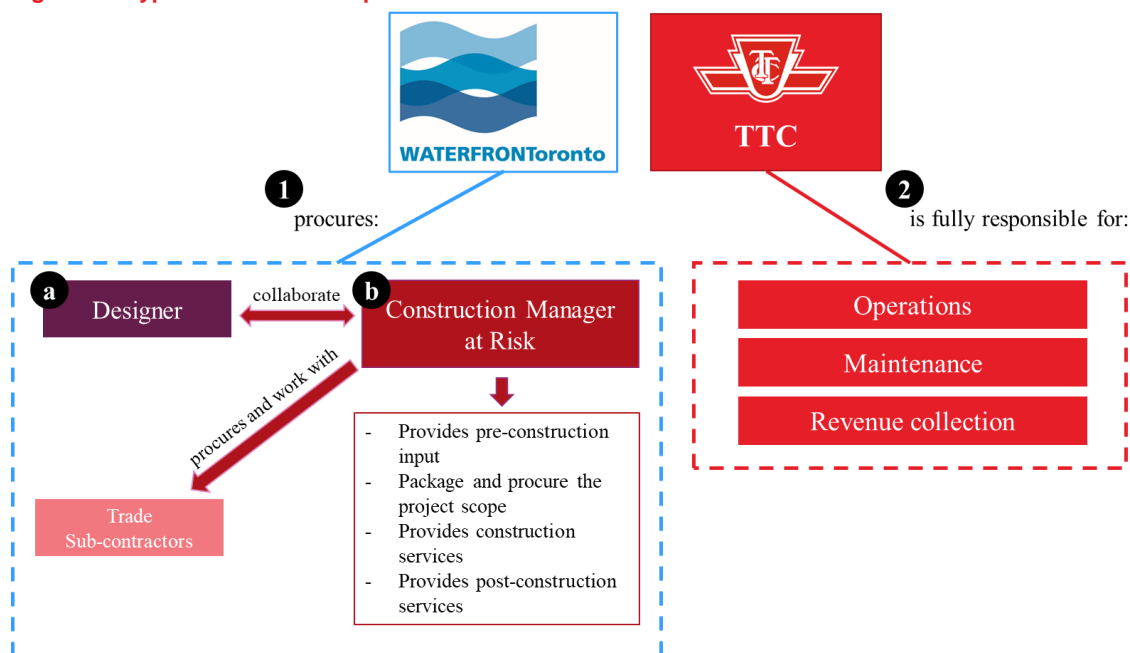 WATERFRONToronto
TTC
TTC
1
procures:
2
is fully responsible for:
a
Designer
collaborate
b
Construction Manager
at Risk
procures and work with
Trade
Sub-contractors
- Provides pre-construction
input
- Package and procure the
project scope
- Provides construction
services
- Provides post-construction
services
Operations
Maintenance
Revenue collection